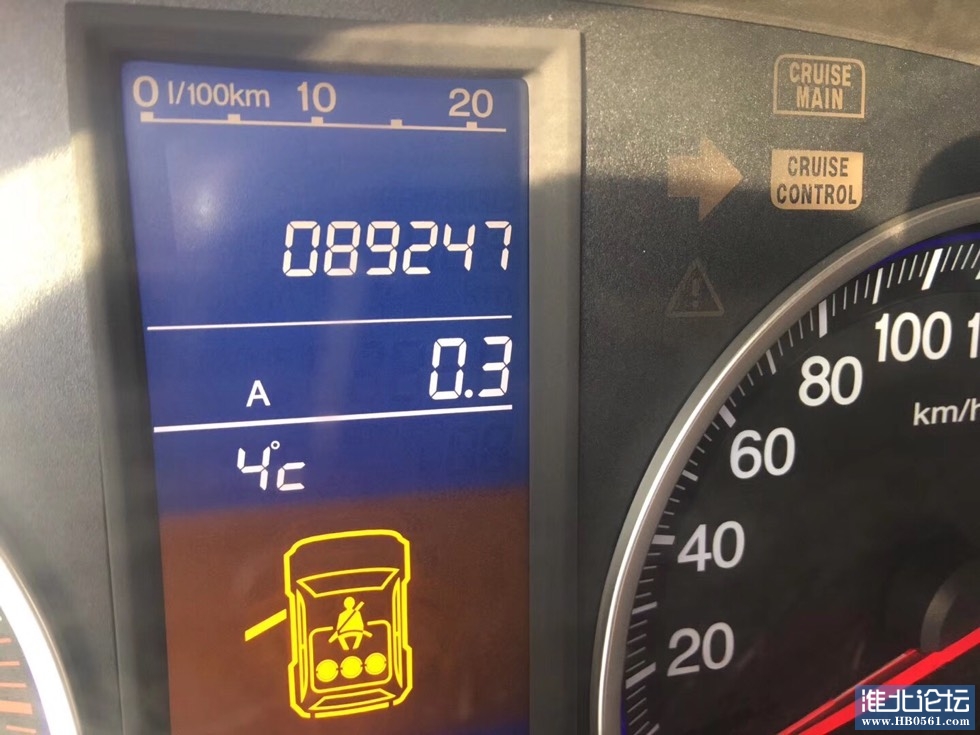 0 l/100km 10 20
089247
A 0.3
4°c
CRUISE
MAIN
CRUISE
CONTROL
100
80
km/h
60
40
20
淮北论坛
www.HB0561.com